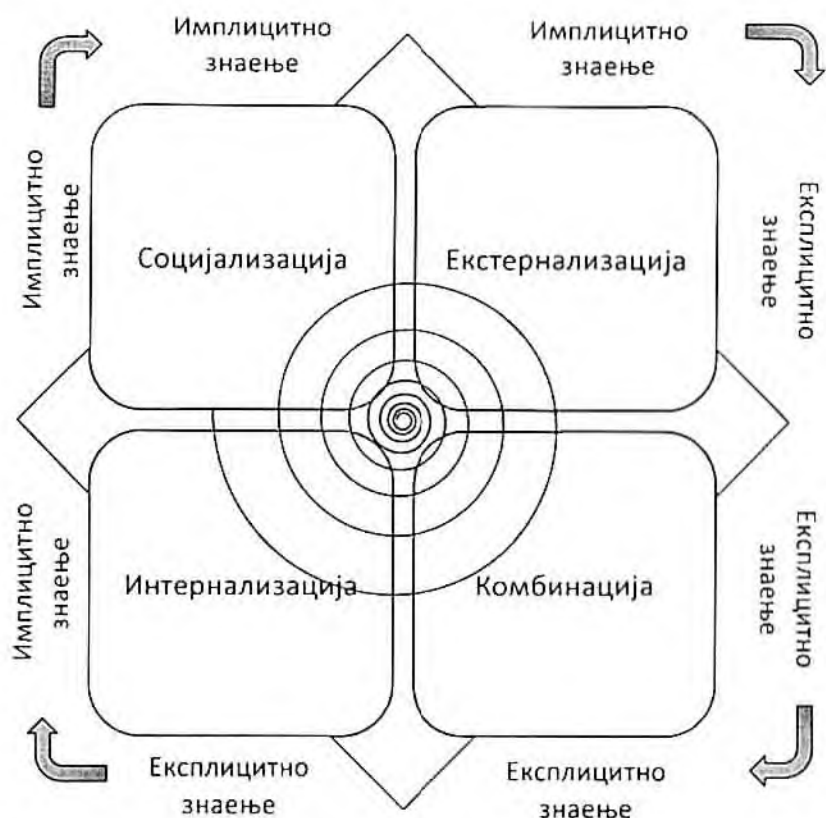 Имплицитно
знаење
Имплицитно
знаење
Имплицитно
знаење
Експлицитно
знаење
Социјализација
Екстернализација
Интернализација
Комбинација
Имплицитно
знаење
Експлицитно
знаење
Експлицитно
знаење
Експлицитно
знаење